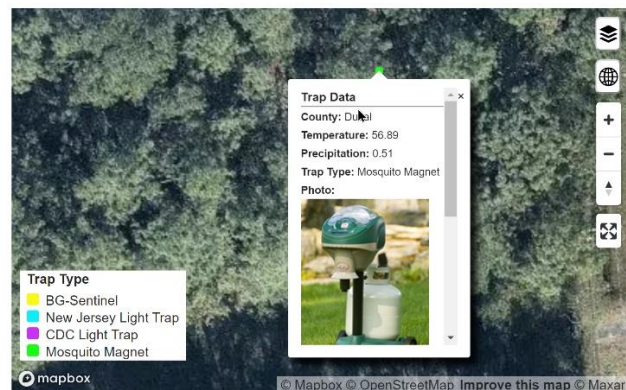 Trap Data
×
County:
Temperature: 56.89
Precipitation: 0.51
Trap Type: Mosquito Magnet
Photo:
Trap Type
BG-Sentinel
New Jersey Light Trap
CDC Light Trap
Mosquito Magnet
mapbox
© Mapbox © OpenStreetMap Improve this map © Maxar